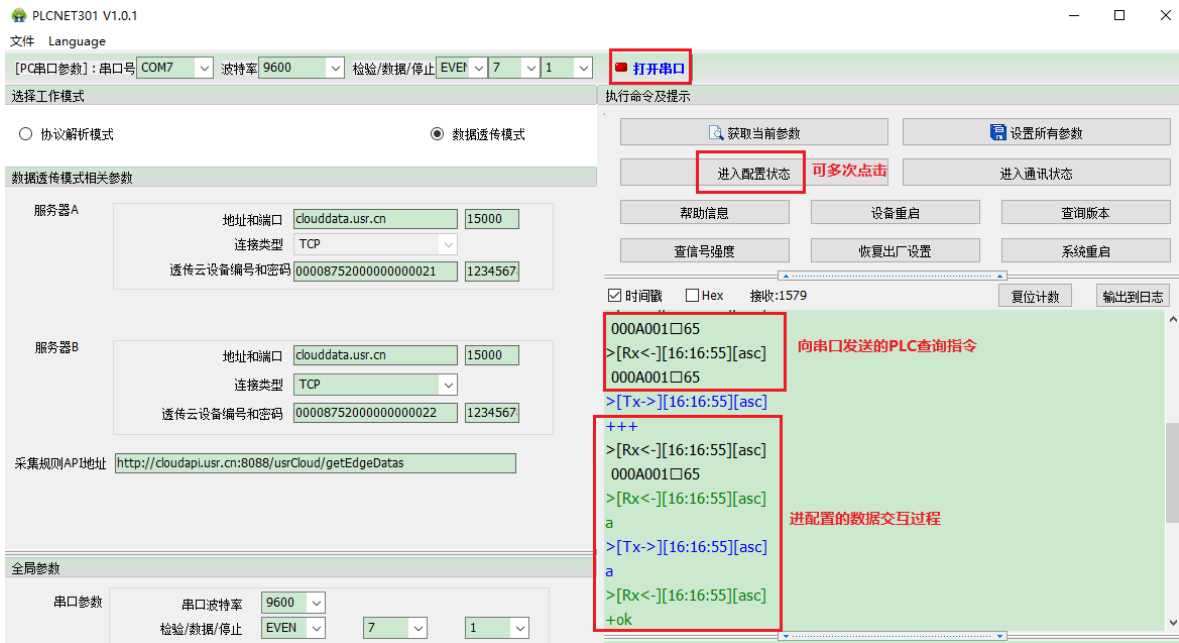 PLCNET301 V1.0.1
文件 Language
[PC串口参数]：串口号 COM7 波特率 9600 检验/数据/停止 EVEN 7 1 打开串口
选择工作模式
协议解析模式 数据透传模式
数据透传模式相关参数
服务器A
地址和端口 clouddata.usr.cn 15000
连接类型 TCP
透传云设备编号和密码 00008752000000000021 1234567
服务器B
地址和端口 clouddata.usr.cn 15000
连接类型 TCP
透传云设备编号和密码 00008752000000000022 1234567
采集规则API地址 http://cloudapi.usr.cn:8088/usrCloud/getEdgeDatas
全局参数
串口参数 串口波特率 9600
检验/数据/停止 EVEN 7 1
执行命令及提示
获取当前参数 设置所有参数
进入配置状态 可多次点击 进入通讯状态
帮助信息 设备重启 查询版本
查信号强度 恢复出厂设置 系统重启
时间戳 Hex 接收:1579 复位计数 输出到日志
000A001□65
>[Rx<-][16:16:55][asc] 向串口发送的PLC查询指令
000A001□65
>[Tx->][16:16:55][asc]
+++
>[Rx<-][16:16:55][asc]
000A001□65
>[Rx<-][16:16:55][asc]
a 进配置的数据交互过程
>[Tx->][16:16:55][asc]
a
>[Rx<-][16:16:55][asc]
+ok